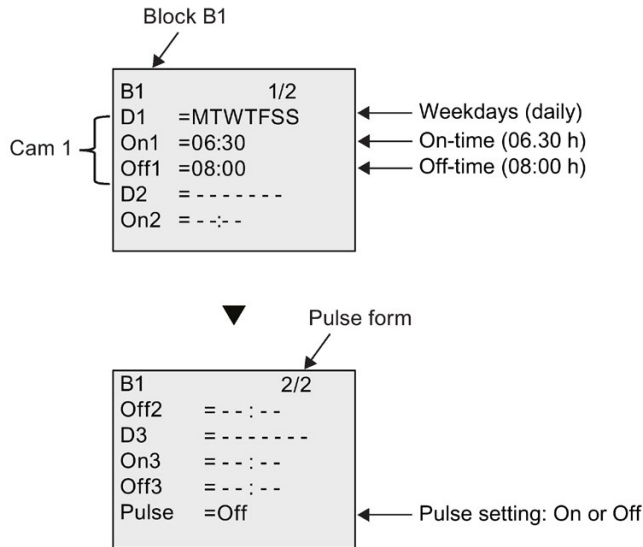 Block B1
B1 1/2
D1 =MTWTFSS
On1 =06:30
Off1 =08:00
D2 =-------
On2 =--:--
Cam 1
Weekdays (daily)
On-time (06.30 h)
Off-time (08:00 h)
Pulse form
B1 2/2
Off2 =--:--
D3 =-------
On3 =--:--
Off3 =--:--
Pulse =Off
Pulse setting: On or Off